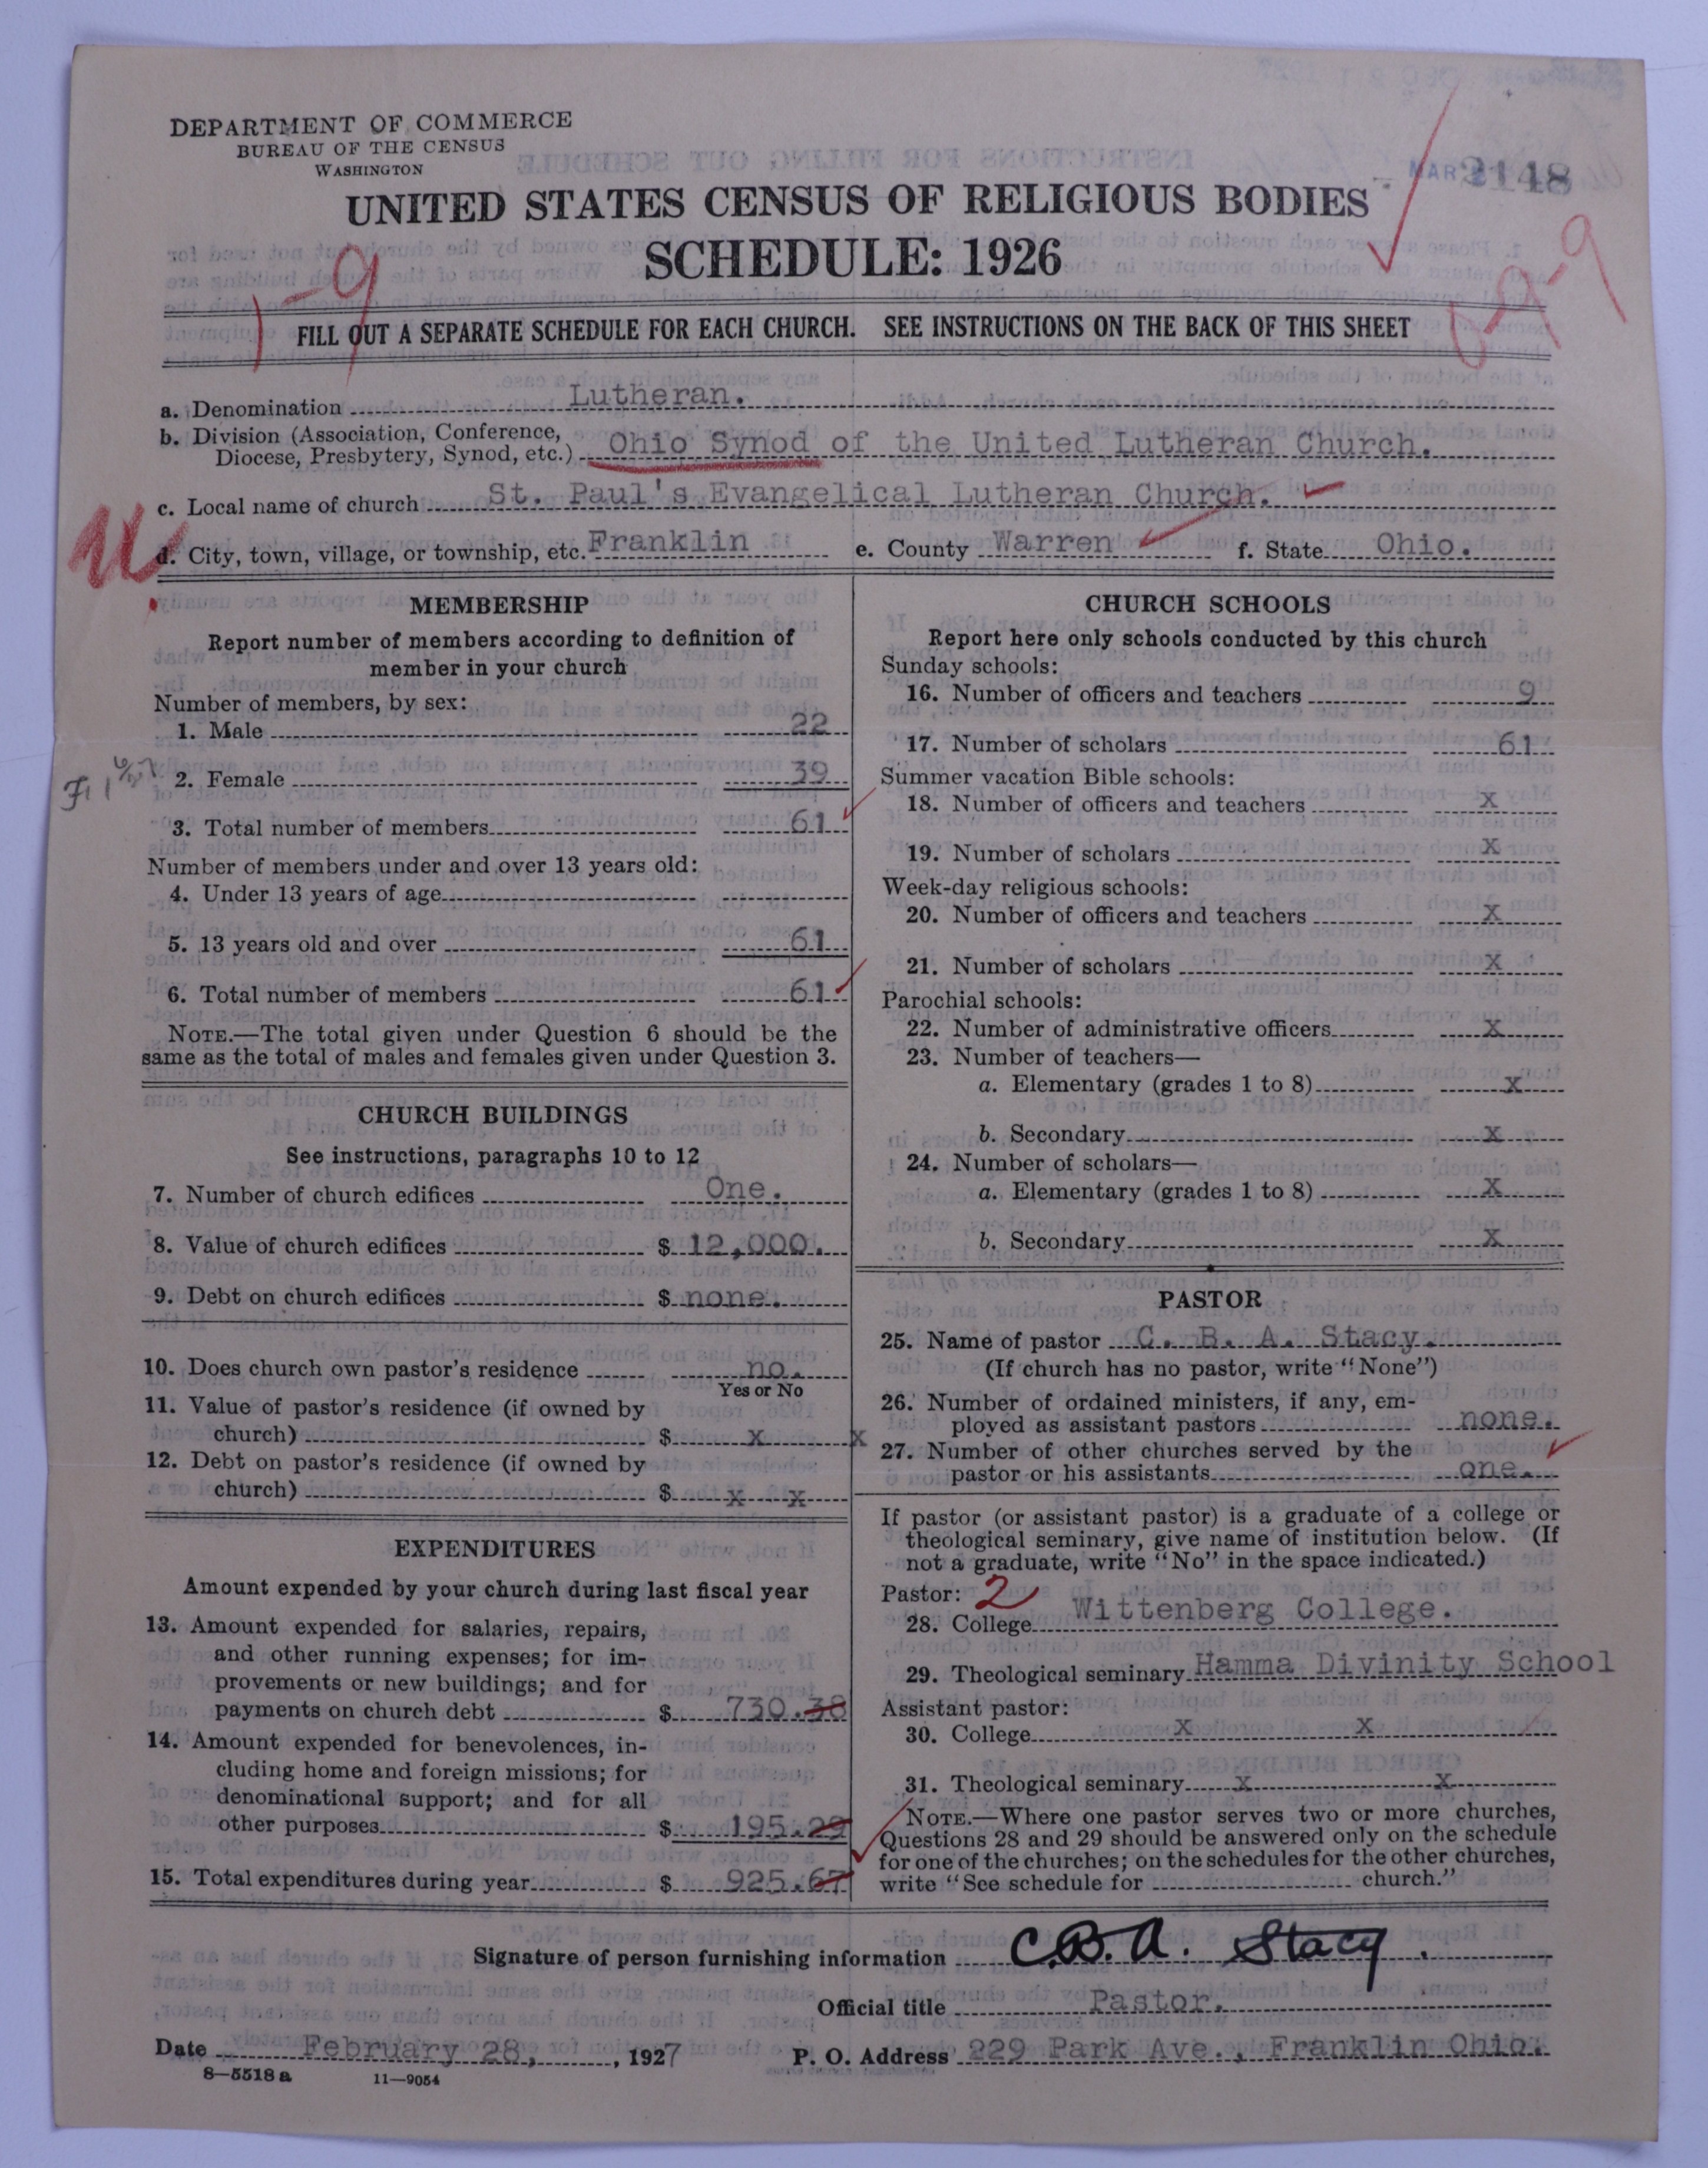 DEPARTMENT OF COMMERCE
BUREAU OF THE CENSUS
WASHINGTON
MAR 2148
UNITED STATES CENSUS OF RELIGIOUS BODIES
SCHEDULE: 1926
1-9
FILL OUT A SEPARATE SCHEDULE FOR EACH CHURCH. SEE INSTRUCTIONS ON THE BACK OF THIS SHEET
a. Denomination Lutheran.
b. Division (Association, Conference,
Diocese, Presbytery, Synod, etc.) Ohio Synod of the United Lutheran Church.
c. Local name of church St. Paul's Evangelical Lutheran Church.
d. City, town, village, or township, etc. Franklin e. County Warren f. State Ohio.
MEMBERSHIP
Report number of members according to definition of
member in your church
Number of members, by sex:
1. Male 22
2. Female 39
3. Total number of members 61
Number of members under and over 13 years old:
4. Under 13 years of age
5. 13 years old and over 61
6. Total number of members 61
NOTE.—The total given under Question 6 should be the
same as the total of males and females given under Question 3.
CHURCH BUILDINGS
See instructions, paragraphs 10 to 12
7. Number of church edifices One.
8. Value of church edifices $ 12,000.
9. Debt on church edifices $ none.
10. Does church own pastor's residence no.
Yes or No
11. Value of pastor's residence (if owned by
church) $ x x
12. Debt on pastor's residence (if owned by
church) $ x x
EXPENDITURES
Amount expended by your church during last fiscal year
13. Amount expended for salaries, repairs,
and other running expenses; for im-
provements or new buildings; and for
payments on church debt $ 730.38
14. Amount expended for benevolences, in-
cluding home and foreign missions; for
denominational support; and for all
other purposes $ 195.29
15. Total expenditures during year $ 925.67
CHURCH SCHOOLS
Report here only schools conducted by this church
Sunday schools:
16. Number of officers and teachers 9
17. Number of scholars 61
Summer vacation Bible schools:
18. Number of officers and teachers x
19. Number of scholars x
Week-day religious schools:
20. Number of officers and teachers x
21. Number of scholars x
Parochial schools:
22. Number of administrative officers x
23. Number of teachers—
a. Elementary (grades 1 to 8) x
b. Secondary x
24. Number of scholars—
a. Elementary (grades 1 to 8) x
b. Secondary x
PASTOR
25. Name of pastor C. B. A. Stacy.
(If church has no pastor, write "None")
26. Number of ordained ministers, if any, em-
ployed as assistant pastors none.
27. Number of other churches served by the
pastor or his assistants one.
If pastor (or assistant pastor) is a graduate of a college or
theological seminary, give name of institution below. (If
not a graduate, write "No" in the space indicated.)
Pastor: 2
28. College Wittenberg College.
29. Theological seminary Hamma Divinity School
Assistant pastor:
30. College x x
31. Theological seminary x x
NOTE.—Where one pastor serves two or more churches,
Questions 28 and 29 should be answered only on the schedule
for one of the churches; on the schedules for the other churches,
write "See schedule for church."
Signature of person furnishing information C.B.A. Stacy.
Official title Pastor.
Date February 28, , 1927 P. O. Address 229 Park Ave., Franklin Ohio.
8—5518a 11—9054